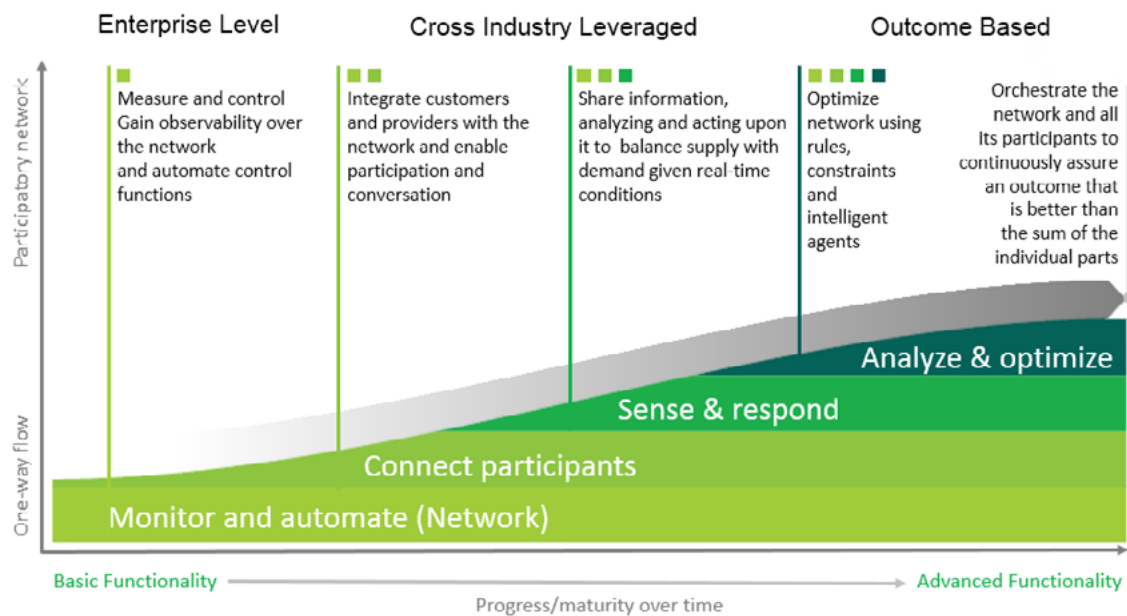 Enterprise Level
Cross Industry Leveraged
Outcome Based
Participatory network
One-way flow
Measure and control
Gain observability over
the network
and automate control
functions
Integrate customers
and providers with the
network and enable
participation and
conversation
Share information,
analyzing and acting upon
it to balance supply with
demand given real-time
conditions
Optimize
network using
rules,
constraints
and
intelligent
agents
Orchestrate the
network and all
its participants to
continuously assure
an outcome that
is better than
the sum of the
individual parts
Analyze & optimize
Sense & respond
Connect participants
Monitor and automate (Network)
Basic Functionality
Advanced Functionality
Progress/maturity over time